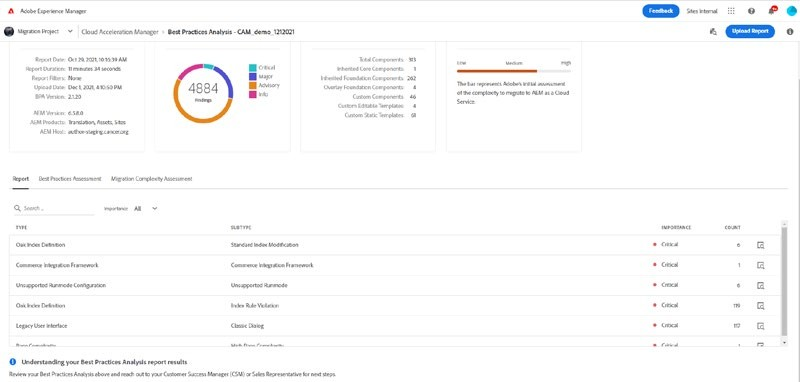 Adobe Experience Manager
Feedback
Sites Internal
Migration Project
Cloud Acceleration Manager > Best Practices Analysis - CAM_demo_1212021
Upload Report
Report Date: Oct 29, 2021, 10:16:39 AM
Report Duration: 11 minutes 34 seconds
Report Filters: None
Upload Date: Dec 1, 2021, 4:10:50 PM
BPA Version: 2.1.20
AEM Version: 6.5.8.0
AEM Products: Translation, Assets, Sites
AEM Host: author-staging.cancer.org
4884
Findings
Critical
Major
Advisory
Info
Total Components:
Inherited Core Components: 1
Inherited Foundation Components: 262
Overlay Foundation Components: 4
Custom Components: 46
Custom Editable Templates: 4
Custom Static Templates:
Low Medium High
The bar represents Adobe's initial assessment
of the complexity to migrate to AEM as a Cloud
Service.
Report Best Practices Assessment Migration Complexity Assessment
Search ..
Importance All
TYPE SUBTYPE IMPORTANCE COUNT
Oak Index Definition Standard Index Modification Critical 6
Commerce Integration Framework Commerce Integration Framework Critical 1
Unsupported Runmode Configuration Unsupported Runmode Critical 6
Oak Index Definition Index Rule Violation Critical
Legacy User Interface Classic Dialog Critical
Critical 1
Understanding your Best Practices Analysis report results
Review your Best Practices Analysis above and reach out to your Customer Success Manager (CSM) or Sales Representative for next steps.